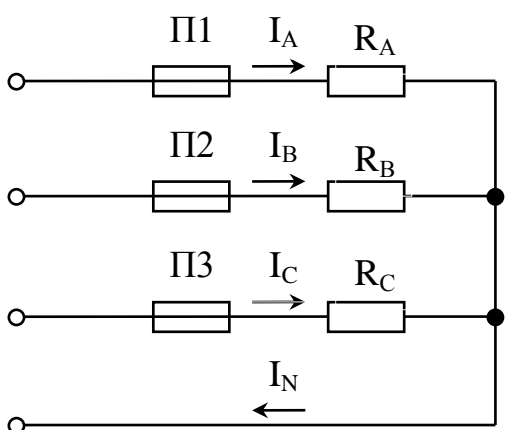 П1 I_A R_A
П2 I_B R_B
П3 I_C R_C
I_N